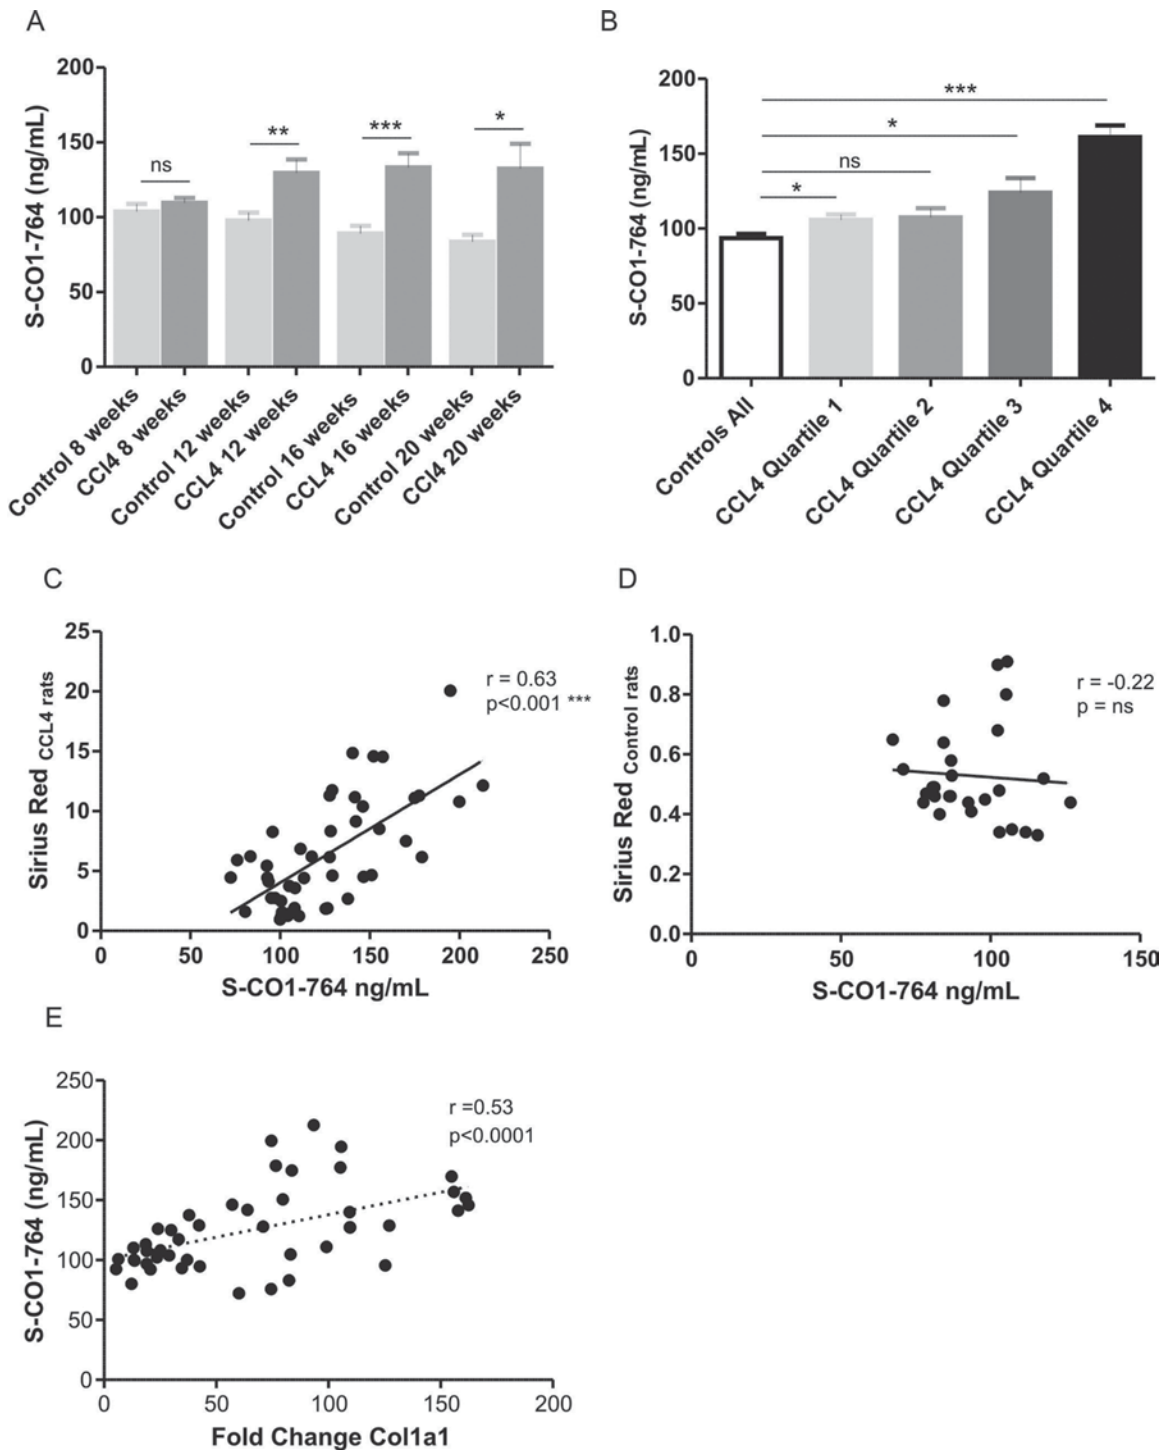 A
S-CO1-764 (ng/mL)
200
150
100
50
0
ns
**
***
*
Control 8 weeks
CCl4 8 weeks
Control 12 weeks
CCL4 12 weeks
Control 16 weeks
CCL4 16 weeks
Control 20 weeks
CCl4 20 weeks
B
S-CO1-764 (ng/mL)
200
150
100
50
0
***
*
ns
*
Controls All
CCL4 Quartile 1
CCL4 Quartile 2
CCL4 Quartile 3
CCL4 Quartile 4
C
Sirius Red CCL4 rats
25
20
15
10
5
0
r = 0.63
p<0.001 ***
0 50 100 150 200 250
S-CO1-764 ng/mL
D
Sirius Red Control rats
1.0
0.8
0.6
0.4
0.2
0.0
r = -0.22
p = ns
0 50 100 150
S-CO1-764 ng/mL
E
S-CO1-764 (ng/mL)
250
200
150
100
50
0
r =0.53
p<0.0001
0 50 100 150 200
Fold Change Col1a1